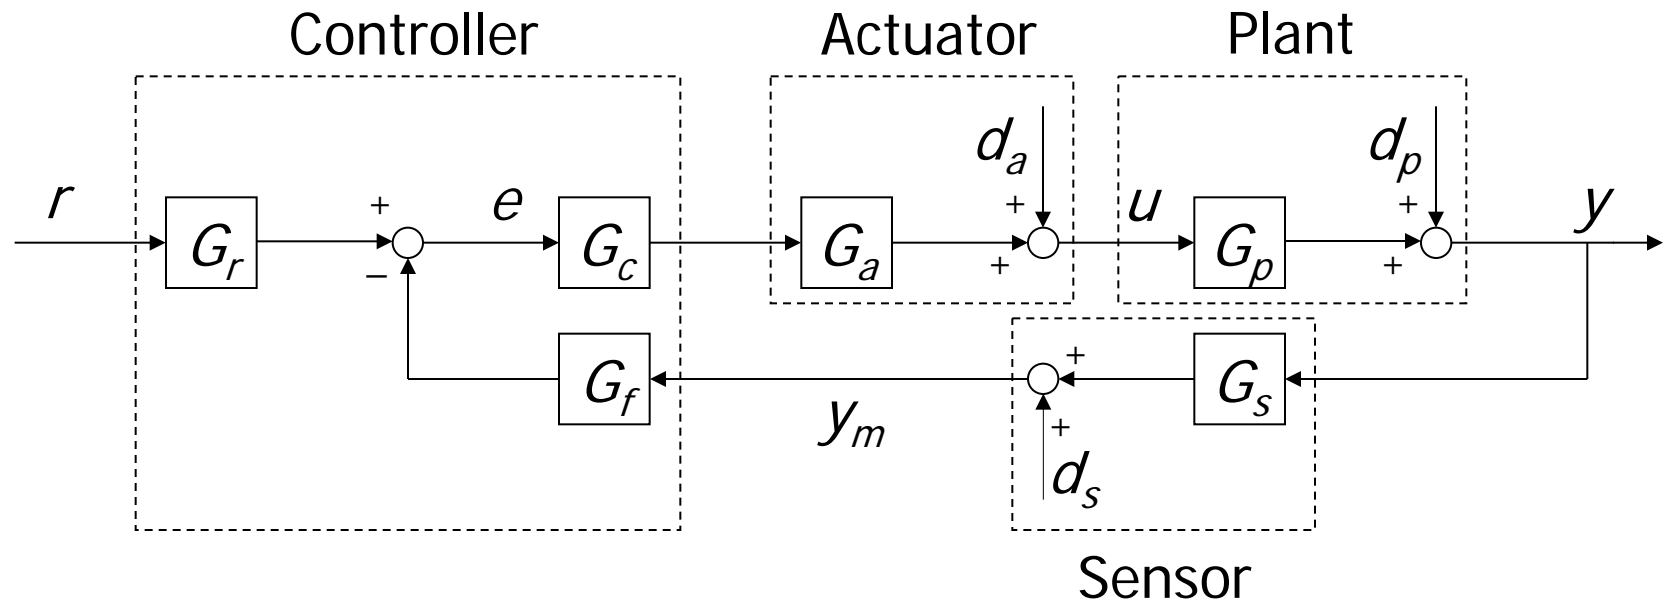 Controller
Actuator
Plant
r
G_r
+
−
e
G_c
G_a
d_a
+
+
u
G_p
d_p
+
+
y
G_f
y_m
+
+
d_s
G_s
Sensor